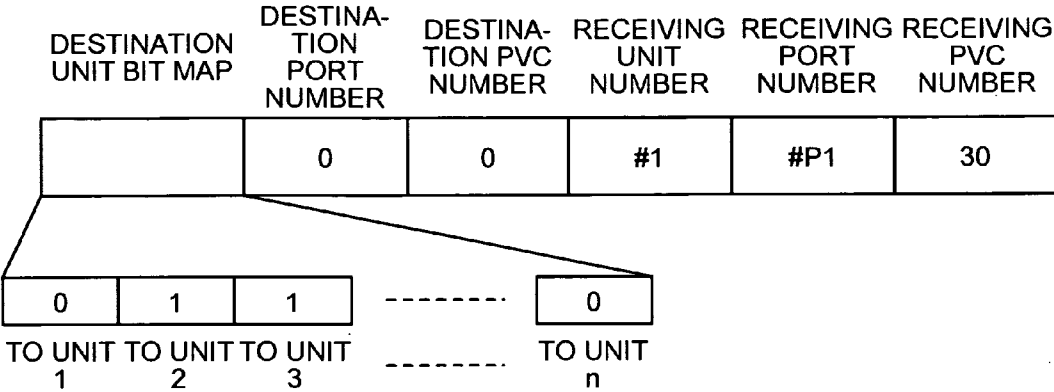 DESTINATION
UNIT BIT MAP
DESTINA-
TION
PORT
NUMBER
DESTINA-
TION PVC
NUMBER
RECEIVING
UNIT
NUMBER
RECEIVING
PORT
NUMBER
RECEIVING
PVC
NUMBER
0 0 #1 #P1 30
0 1 1 0
TO UNIT TO UNIT TO UNIT TO UNIT
1 2 3 n